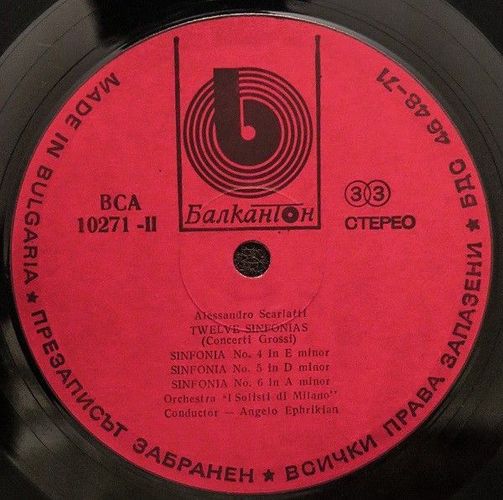 Балкантон
ВСА
10271 -II
33
СТЕРЕО
Alessandro Scarlatti
TWELVE SINFONIAS
(Concerti Grossi)
SINFONIA No. 4 in E minor
SINFONIA No. 5 in D minor
SINFONIA No. 6 in A minor
Orchestra "I Solisti di Milano"
Conductor — Angelo Ephrikian
MADE IN BULGARIA ★ ПРЕЗАПИСЪТ ЗАБРАНЕН ★ ВСИЧКИ ПРАВА ЗАПАЗЕНИ ★ БДС 4648-71